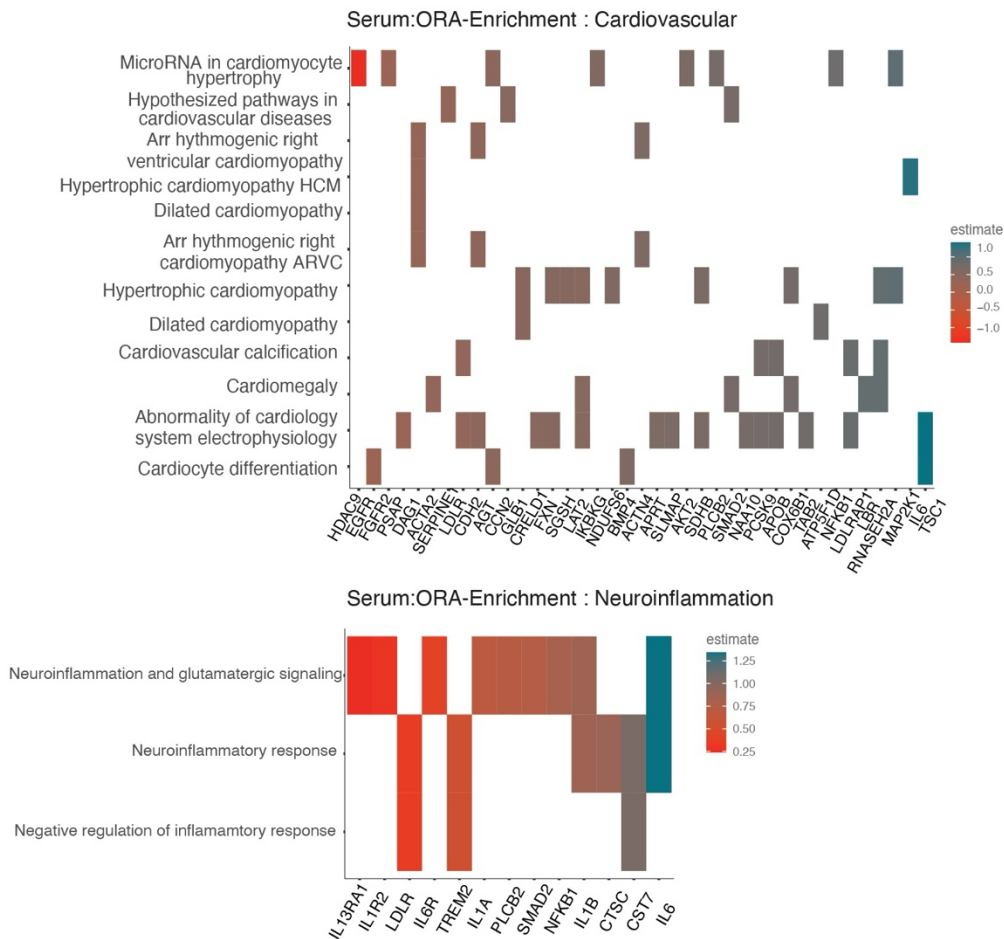 Serum:ORA-Enrichment : Cardiovascular
MicroRNA in cardiomyocyte
hypertrophy
Hypothesized pathways in
cardiovascular diseases
Arr hythmogenic right
ventricular cardiomyopathy
Hypertrophic cardiomyopathy HCM
Dilated cardiomyopathy
Arr hythmogenic right
cardiomyopathy ARVC
Hypertrophic cardiomyopathy
Dilated cardiomyopathy
Cardiovascular calcification
Cardiomegaly
Abnormality of cardiology
system electrophysiology
Cardiocyte differentiation
estimate
1.0
0.5
0.0
−0.5
−1.0
HDAC9
EGFR
FGFR2
PSAP
DAG1
ACTA2
SERPINE1
LDLR
CDH2
AGT
CCN2
GLB1
CRELD1
FXN
SGSH
LAT2
IKBKG
NDUFS6
BMP4
ACTN4
APRT
SLMAP
AKT2
SDHB
PLCB2
SMAD2
NAA10
PCSK9
APOB
COX6B1
TAB2
ATP5F1D
NFKB1
LDLRAP1
LBR
RNASEH2A
MAP2K1
IL6
TSC1
Serum:ORA-Enrichment : Neuroinflammation
Neuroinflammation and glutamatergic signaling
Neuroinflammatory response
Negative regulation of inflamamtory response
estimate
1.25
1.00
0.75
0.50
0.25
IL13RA1
IL1R2
LDLR
IL6R
TREM2
IL1A
PLCB2
SMAD2
NFKB1
IL1B
CTSC
CST7
IL6